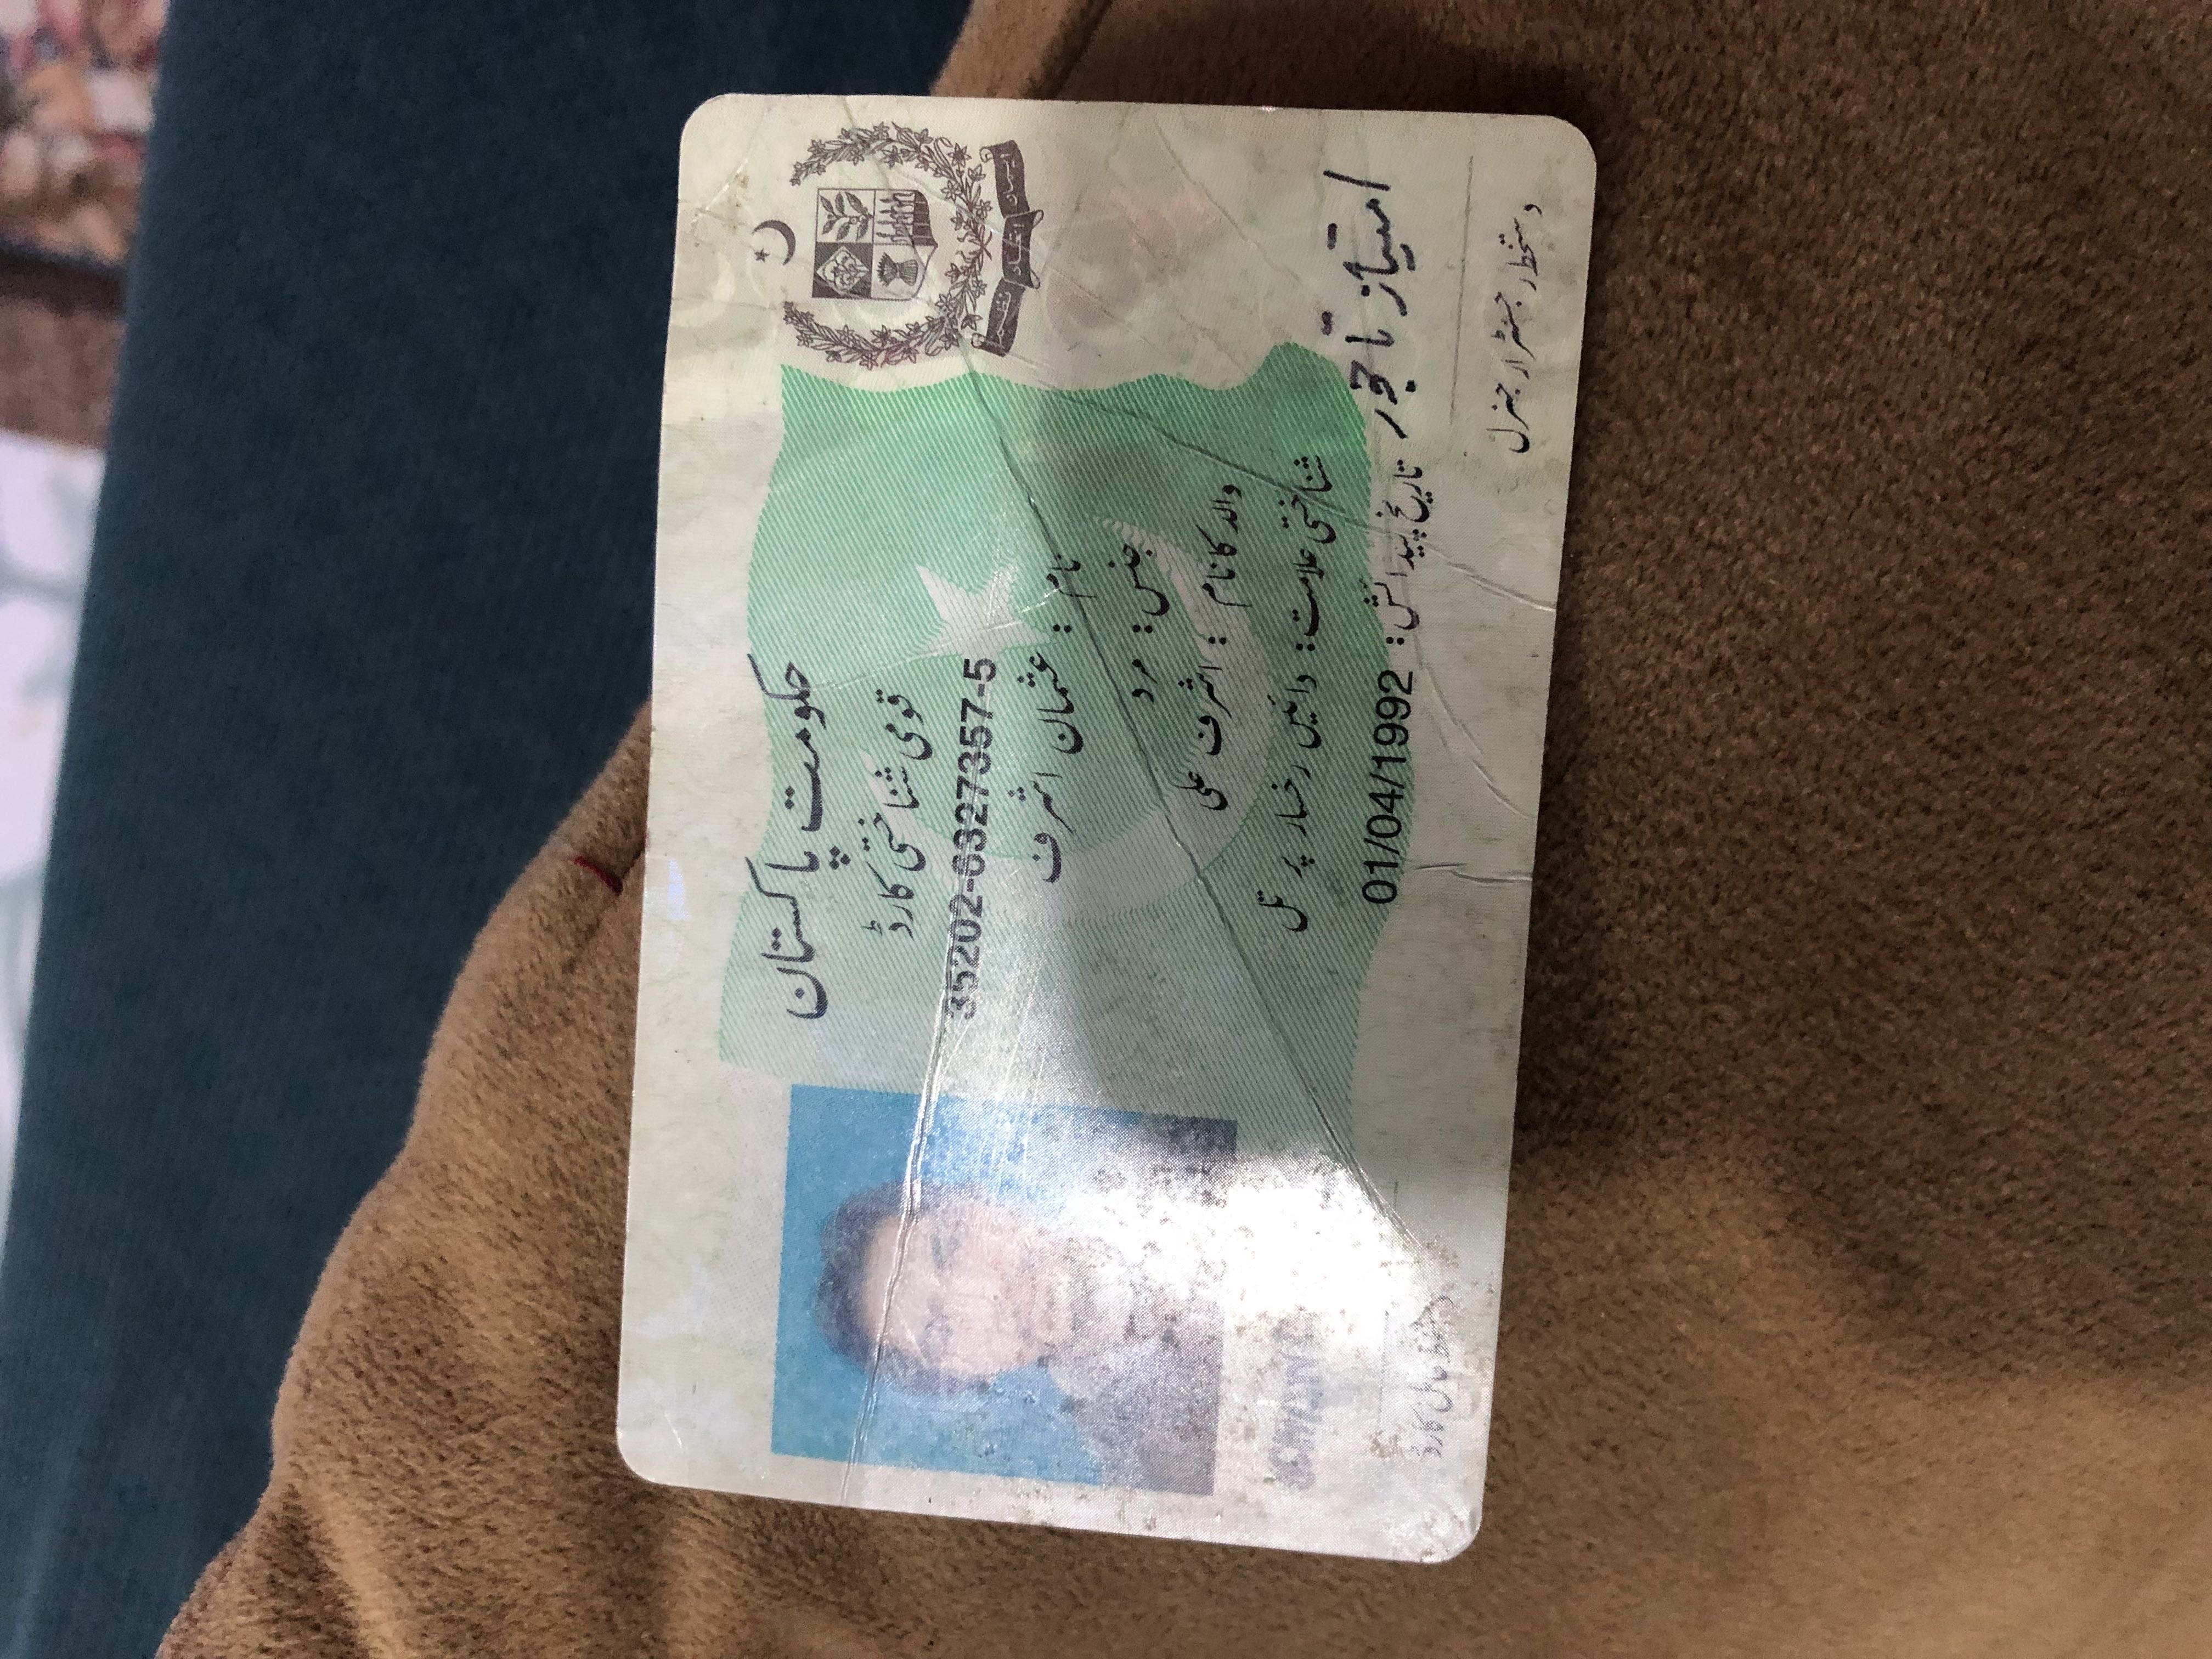 حکومت پاکستان
قومی شناختی کارڈ
35202-6327357-5
نام : عثمان اشرف
جنس : مرد
والد کا نام : اشرف علی
شناختی علامت : دائیں رخسار پر تل
تاریخ پیدائش : 01/04/1992
ایمان اتحاد نظم
امتیاز تاجور
دستخط رجسٹرار جنرل
دستخط حامل کارڈ